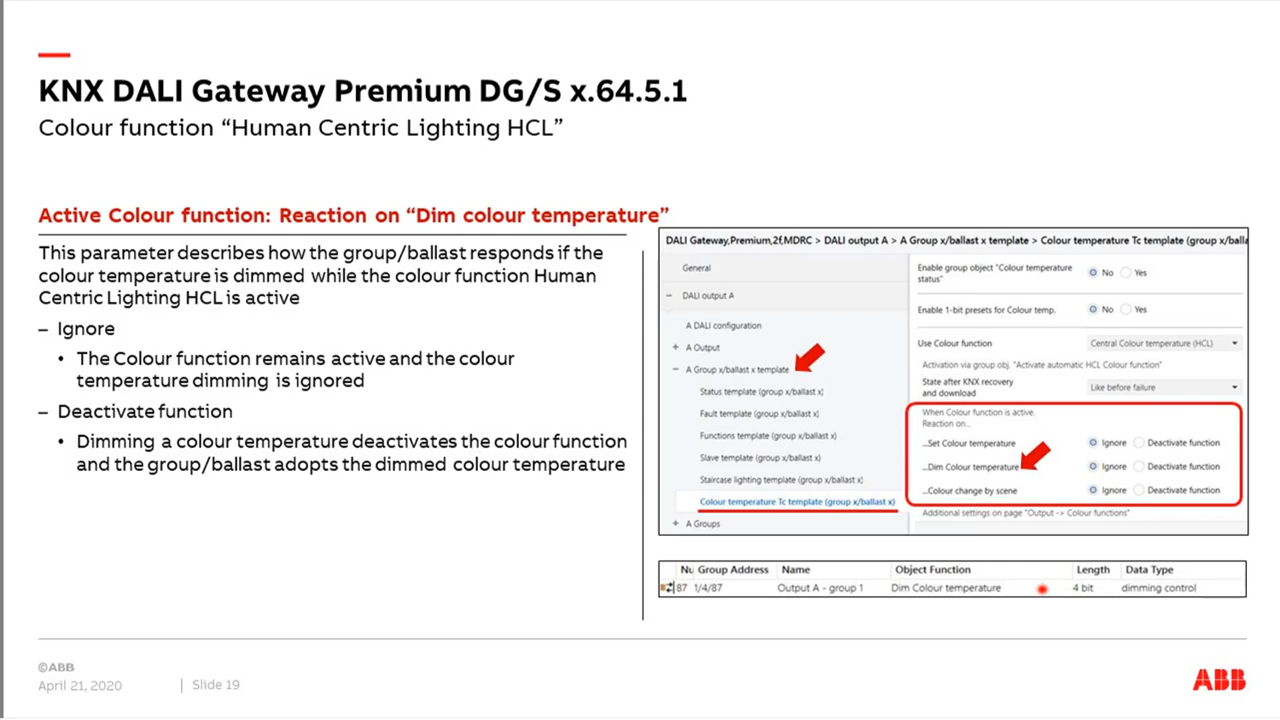 KNX DALI Gateway Premium DG/S x.64.5.1
Colour function “Human Centric Lighting HCL”
Active Colour function: Reaction on “Dim colour temperature”
This parameter describes how the group/ballast responds if the
colour temperature is dimmed while the colour function Human
Centric Lighting HCL is active
– Ignore
• The Colour function remains active and the colour
temperature dimming is ignored
– Deactivate function
• Dimming a colour temperature deactivates the colour function
and the group/ballast adopts the dimmed colour temperature
DALI Gateway,Premium,2f,MDRC > DALI output A > A Group x/ballast x template > Colour temperature Tc template (group x/balla
General
– DALI output A
A DALI configuration
+ A Output
– A Group x/ballast x template
Status template (group x/ballast x)
Fault template (group x/ballast x)
Functions template (group x/ballast x)
Slave template (group x/ballast x)
Staircase lighting template (group x/ballast x)
Colour temperature Tc template (group x/ballast x)
+ A Groups
Enable group object "Colour temperature
status"
No Yes
Enable 1-bit presets for Colour temp.
No Yes
Use Colour function
Central Colour temperature (HCL)
Activation via group obj. "Activate automatic HCL Colour function"
State after KNX recovery
and download
Like before failure
When Colour function is active.
Reaction on...
...Set Colour temperature
Ignore Deactivate function
...Dim Colour temperature
Ignore Deactivate function
...Colour change by scene
Ignore Deactivate function
Additional settings on page "Output -> Colour functions"
Nu Group Address Name Object Function Length Data Type
87 1/4/87 Output A - group 1 Dim Colour temperature 4 bit dimming control
©ABB
April 21, 2020 | Slide 19
ABB